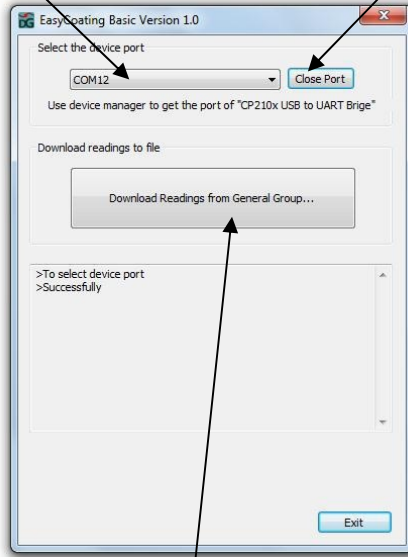 EasyCoating Basic Version 1.0
Select the device port
COM12
Close Port
Use device manager to get the port of "CP210x USB to UART Brige"
Download readings to file
Download Readings from General Group...
>To select device port
>Successfully
Exit